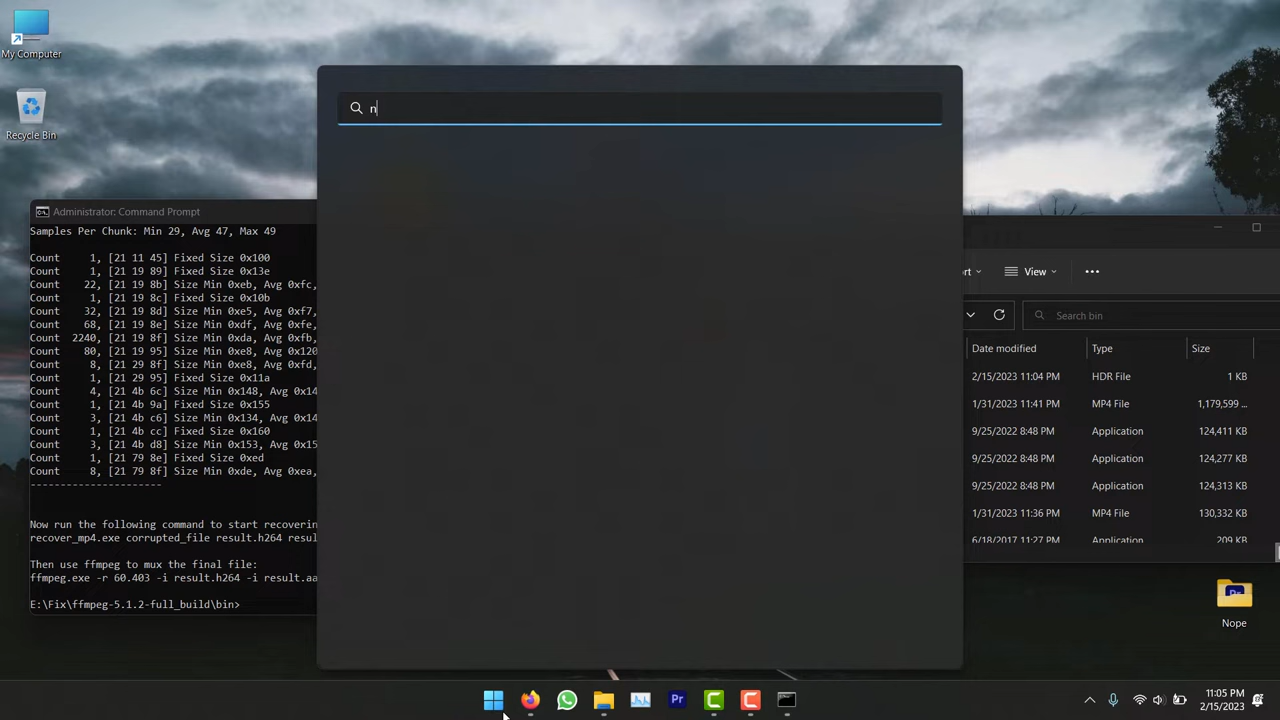 My Computer
Recycle Bin
n
Administrator: Command Prompt
Samples Per Chunk: Min 29, Avg 47, Max 49
Count 1, [21 11 45] Fixed Size 0x100
Count 1, [21 19 89] Fixed Size 0x13e
Count 22, [21 19 8b] Size Min 0xeb, Avg 0xfc,
Count 1, [21 19 8c] Fixed Size 0x10b
Count 32, [21 19 8d] Size Min 0xe5, Avg 0xf7,
Count 68, [21 19 8e] Size Min 0xdf, Avg 0xfe,
Count 2240, [21 19 8f] Size Min 0xda, Avg 0xfb,
Count 80, [21 19 95] Size Min 0xe8, Avg 0x120
Count 8, [21 29 8f] Size Min 0xe8, Avg 0xfd,
Count 1, [21 29 95] Fixed Size 0x11a
Count 4, [21 4b 6c] Size Min 0x148, Avg 0x14
Count 1, [21 4b 9a] Fixed Size 0x155
Count 3, [21 4b c6] Size Min 0x134, Avg 0x14
Count 1, [21 4b cc] Fixed Size 0x160
Count 3, [21 4b d8] Size Min 0x153, Avg 0x15
Count 1, [21 79 8e] Fixed Size 0xed
Count 8, [21 79 8f] Size Min 0xde, Avg 0xea,
---------------------
Now run the following command to start recoverin
recover_mp4.exe corrupted_file result.h264 resul
Then use ffmpeg to mux the final file:
ffmpeg.exe -r 60.403 -i result.h264 -i result.aa
E:\Fix\ffmpeg-5.1.2-full_build\bin>
rt View •••
Search bin
Date modified Type Size
2/15/2023 11:04 PM HDR File 1 KB
1/31/2023 11:41 PM MP4 File 1,179,599 ...
9/25/2022 8:48 PM Application 124,411 KB
9/25/2022 8:48 PM Application 124,277 KB
9/25/2022 8:48 PM Application 124,313 KB
1/31/2023 11:36 PM MP4 File 130,332 KB
6/18/2017 11:27 PM Application 209 KB
Pr
Nope
Pr
11:05 PM
2/15/2023